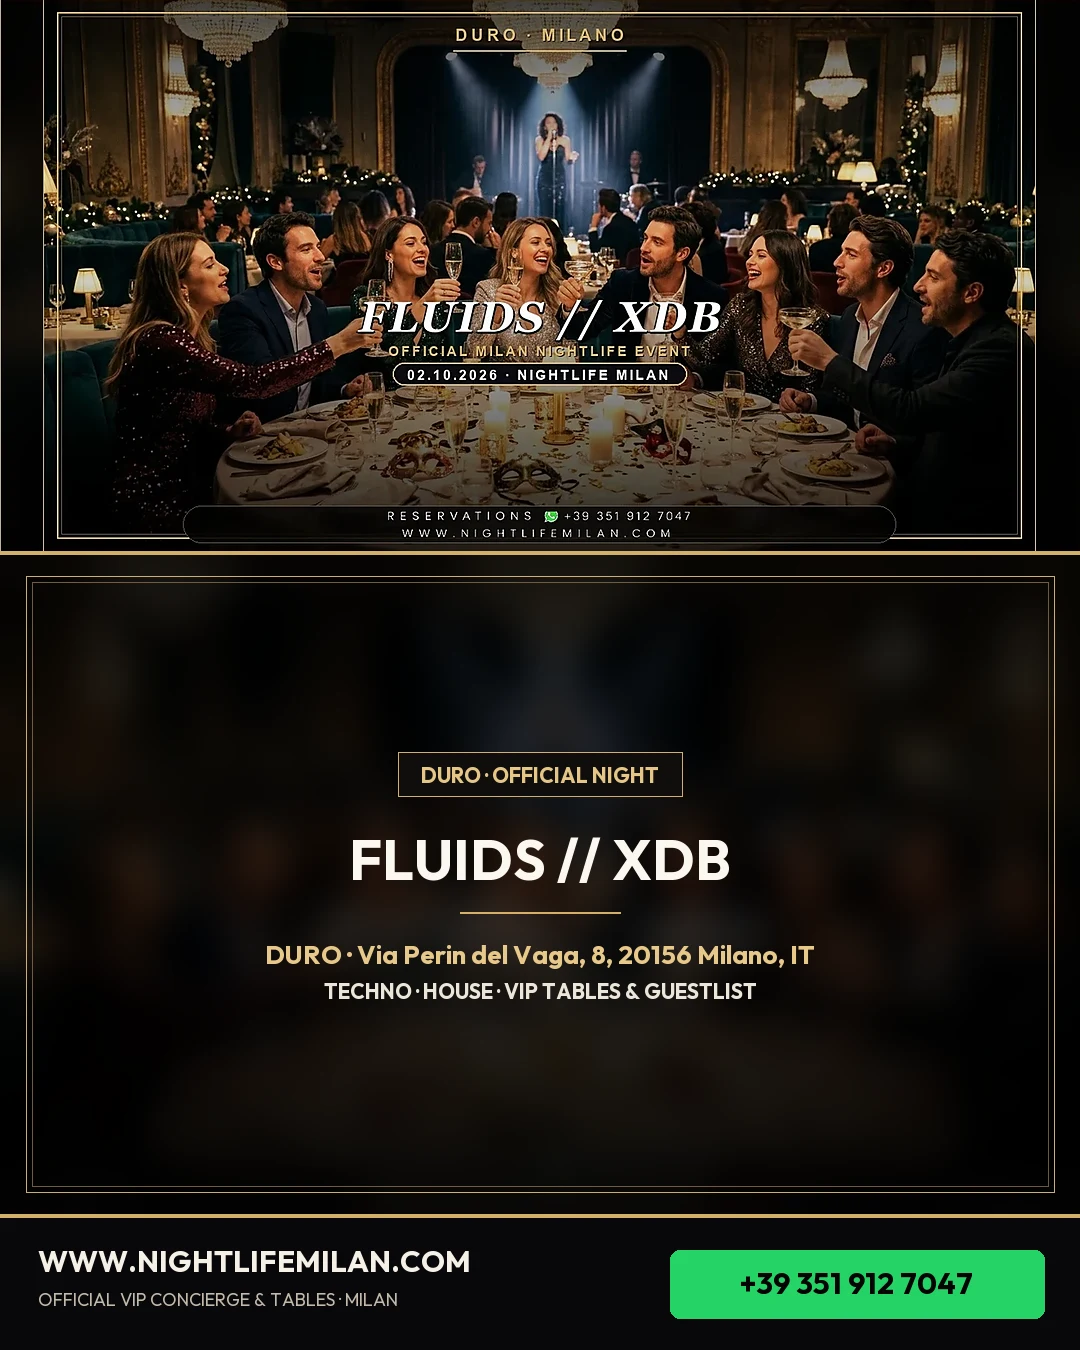 DURO · MILANO
FLUIDS // XDB
OFFICIAL MILAN NIGHTLIFE EVENT
02.10.2026 · NIGHTLIFE MILAN
RESERVATIONS +39 351 912 7047
WWW.NIGHTLIFEMILAN.COM
DURO · OFFICIAL NIGHT
FLUIDS // XDB
DURO · Via Perin del Vaga, 8, 20156 Milano, IT
TECHNO · HOUSE · VIP TABLES & GUESTLIST
WWW.NIGHTLIFEMILAN.COM
OFFICIAL VIP CONCIERGE & TABLES · MILAN
+39 351 912 7047